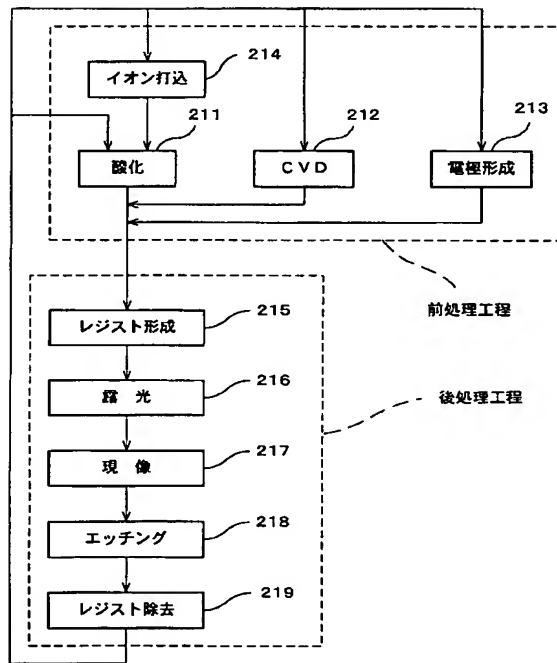 イオン打込
214
211
酸化
212
CVD
213
電極形成
前処理工程
レジスト形成
215
露 光
216
後処理工程
現 像
217
エッチング
218
レジスト除去
219